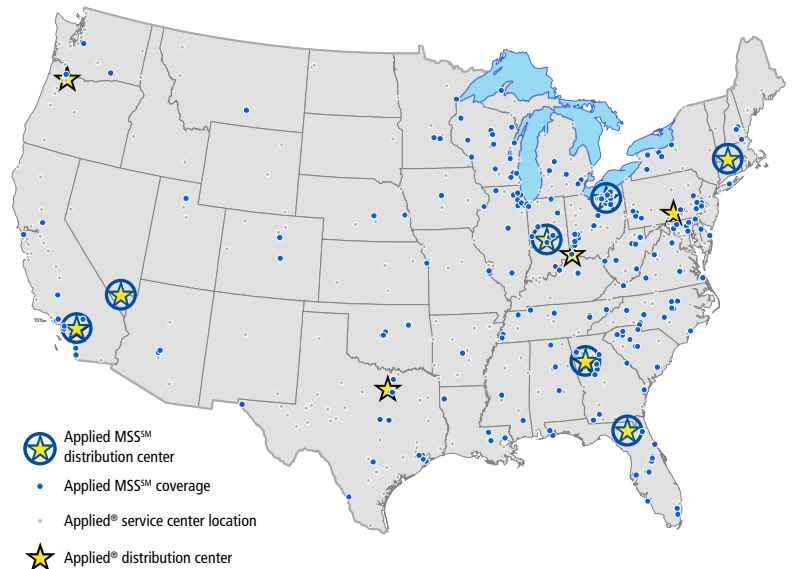 Applied MSS℠
distribution center
Applied MSS℠ coverage
Applied® service center location
Applied® distribution center